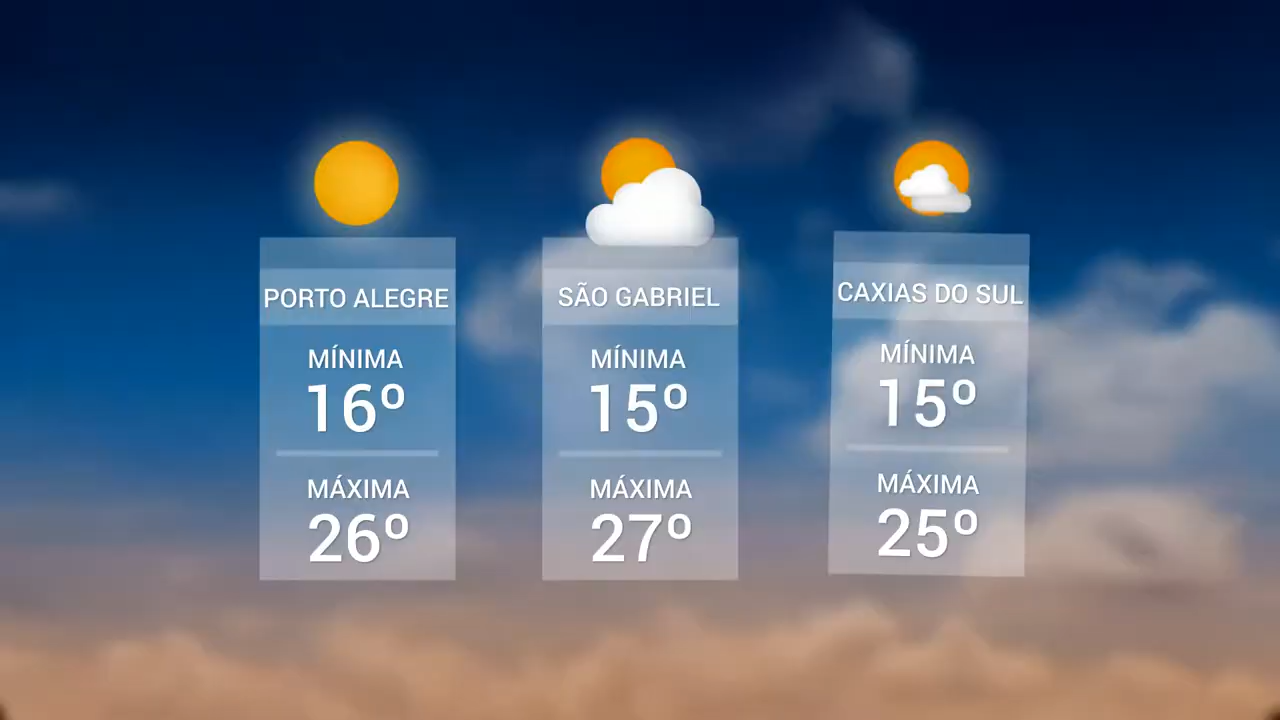 PORTO ALEGRE
MÍNIMA
16º
MÁXIMA
26º
SÃO GABRIEL
MÍNIMA
15º
MÁXIMA
27º
CAXIAS DO SUL
MÍNIMA
15º
MÁXIMA
25º